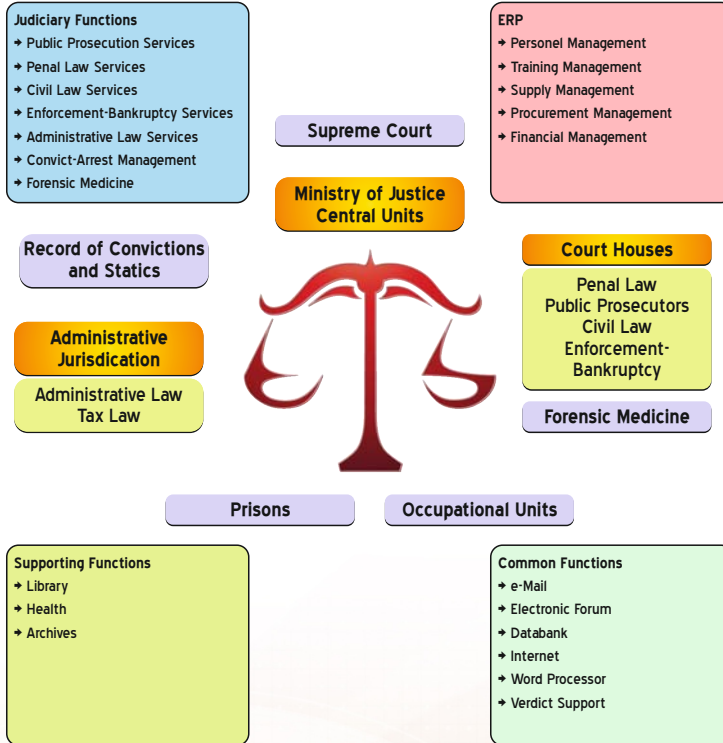 Judiciary Functions
→ Public Prosecution Services
→ Penal Law Services
→ Civil Law Services
→ Enforcement-Bankruptcy Services
→ Administrative Law Services
→ Convict-Arrest Management
→ Forensic Medicine
ERP
→ Personel Management
→ Training Management
→ Supply Management
→ Procurement Management
→ Financial Management
Supreme Court
Ministry of Justice
Central Units
Record of Convictions
and Statics
Court Houses
Penal Law
Public Prosecutors
Civil Law
Enforcement-
Bankruptcy
Administrative
Jurisdication
Administrative Law
Tax Law
Forensic Medicine
Prisons
Occupational Units
Supporting Functions
→ Library
→ Health
→ Archives
Common Functions
→ e-Mail
→ Electronic Forum
→ Databank
→ Internet
→ Word Processor
→ Verdict Support